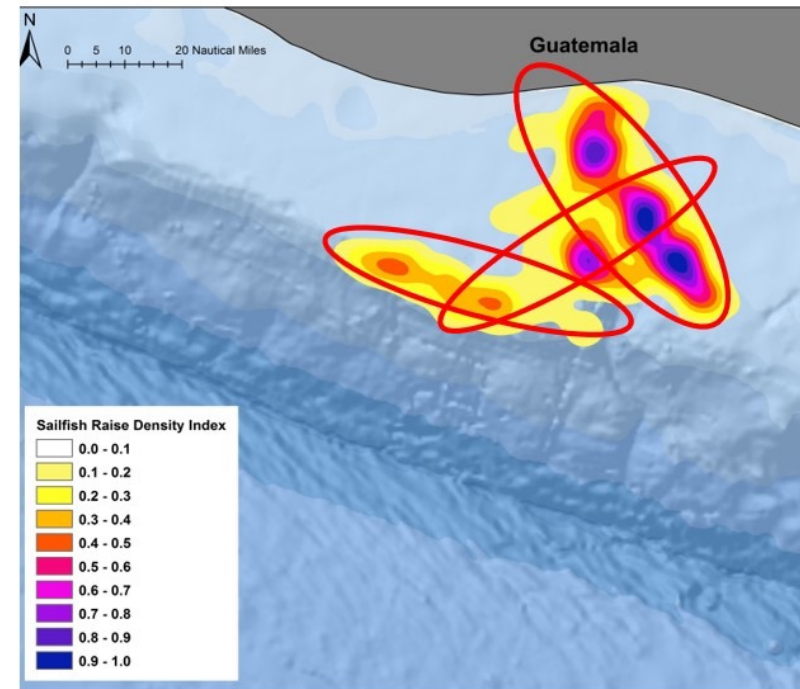 N
0 5 10 20 Nautical Miles
Guatemala
Sailfish Raise Density Index
0.0 - 0.1
0.1 - 0.2
0.2 - 0.3
0.3 - 0.4
0.4 - 0.5
0.5 - 0.6
0.6 - 0.7
0.7 - 0.8
0.8 - 0.9
0.9 - 1.0